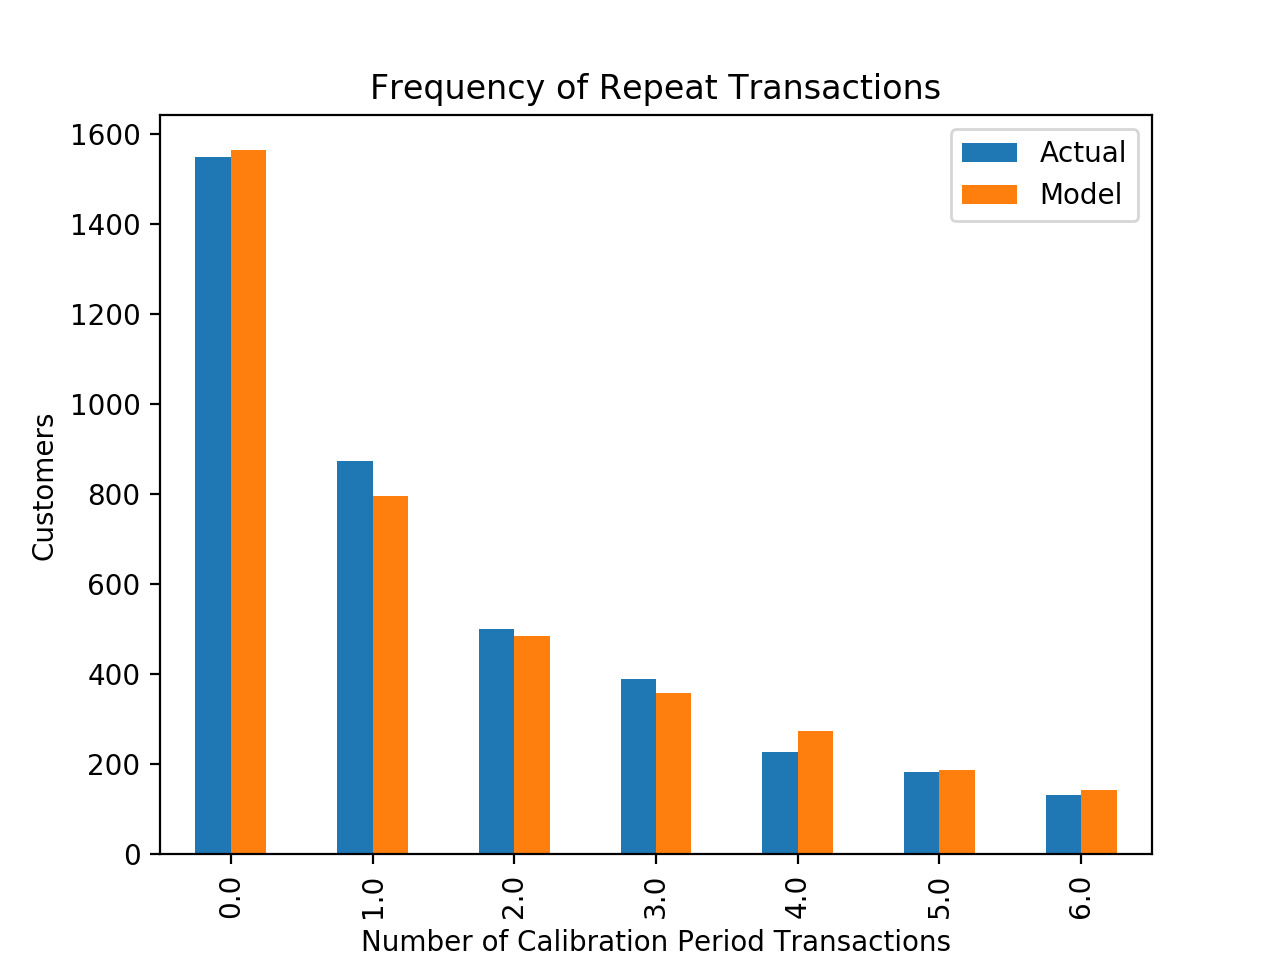 Frequency of Repeat Transactions
Actual
Model
1600
1400
1200
1000
800
600
400
200
0
Customers
0.0 1.0 2.0 3.0 4.0 5.0 6.0
Number of Calibration Period Transactions